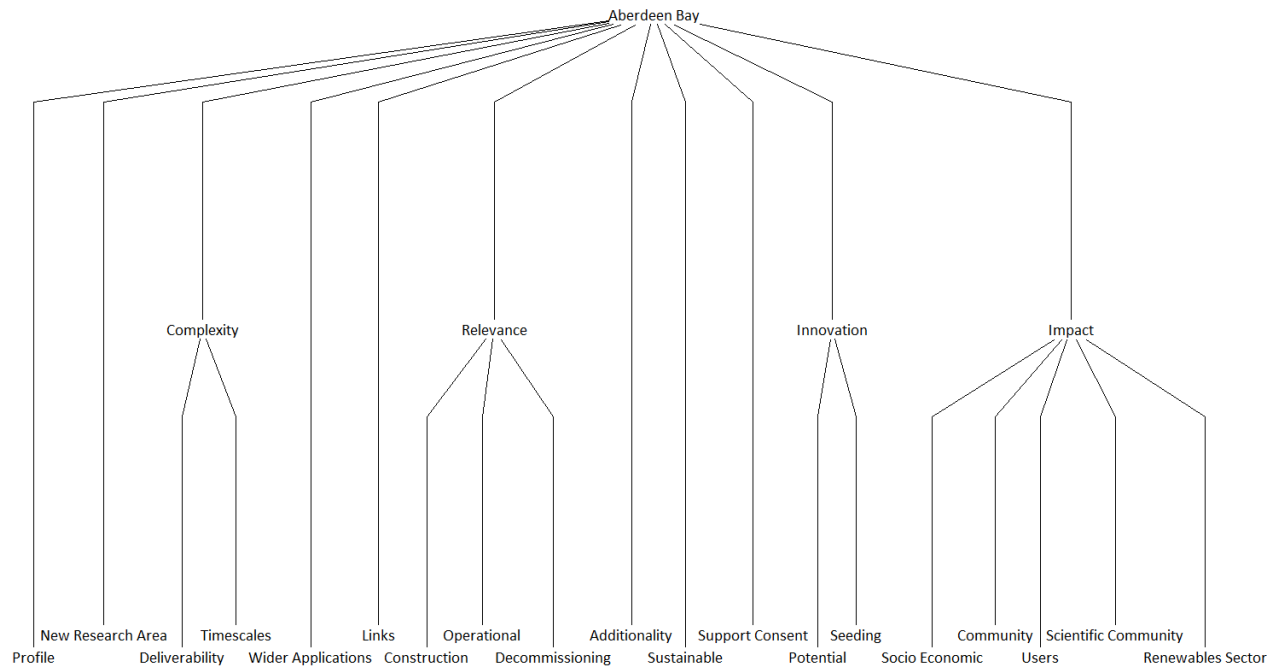 Aberdeen Bay
Complexity
Relevance
Innovation
Impact
New Research Area
Timescales
Links
Operational
Additionality
Support Consent
Seeding
Community
Scientific Community
Profile
Deliverability
Wider Applications
Construction
Decommissioning
Sustainable
Potential
Socio Economic
Users
Renewables Sector